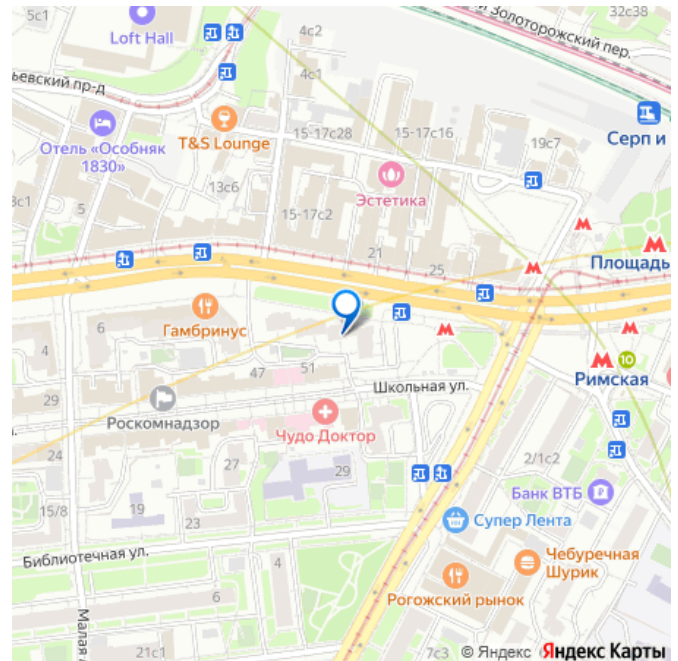 5с1
Loft Hall
4с2
32с38
Золоторожский пер.
4с1
ьевский пр-д
T&S Lounge
15-17с28
15-17с16
19с7
Серп и
Отель «Особняк
1830»
13с6
Эстетика
3с1
5
15-17с2
21
25
Площадь
Гамбринус
6
4
47
51
Школьная ул.
Римская
10
29
Роскомнадзор
Чудо Доктор
24
27
29
2/1с2
Банк ВТБ
15/8
19
23
Супер Лента
Библиотечная ул.
Чебуречная
Шурик
4
6
Рогожский рынок
Малая
21с1
7с3
© Яндекс
Яндекс Карты